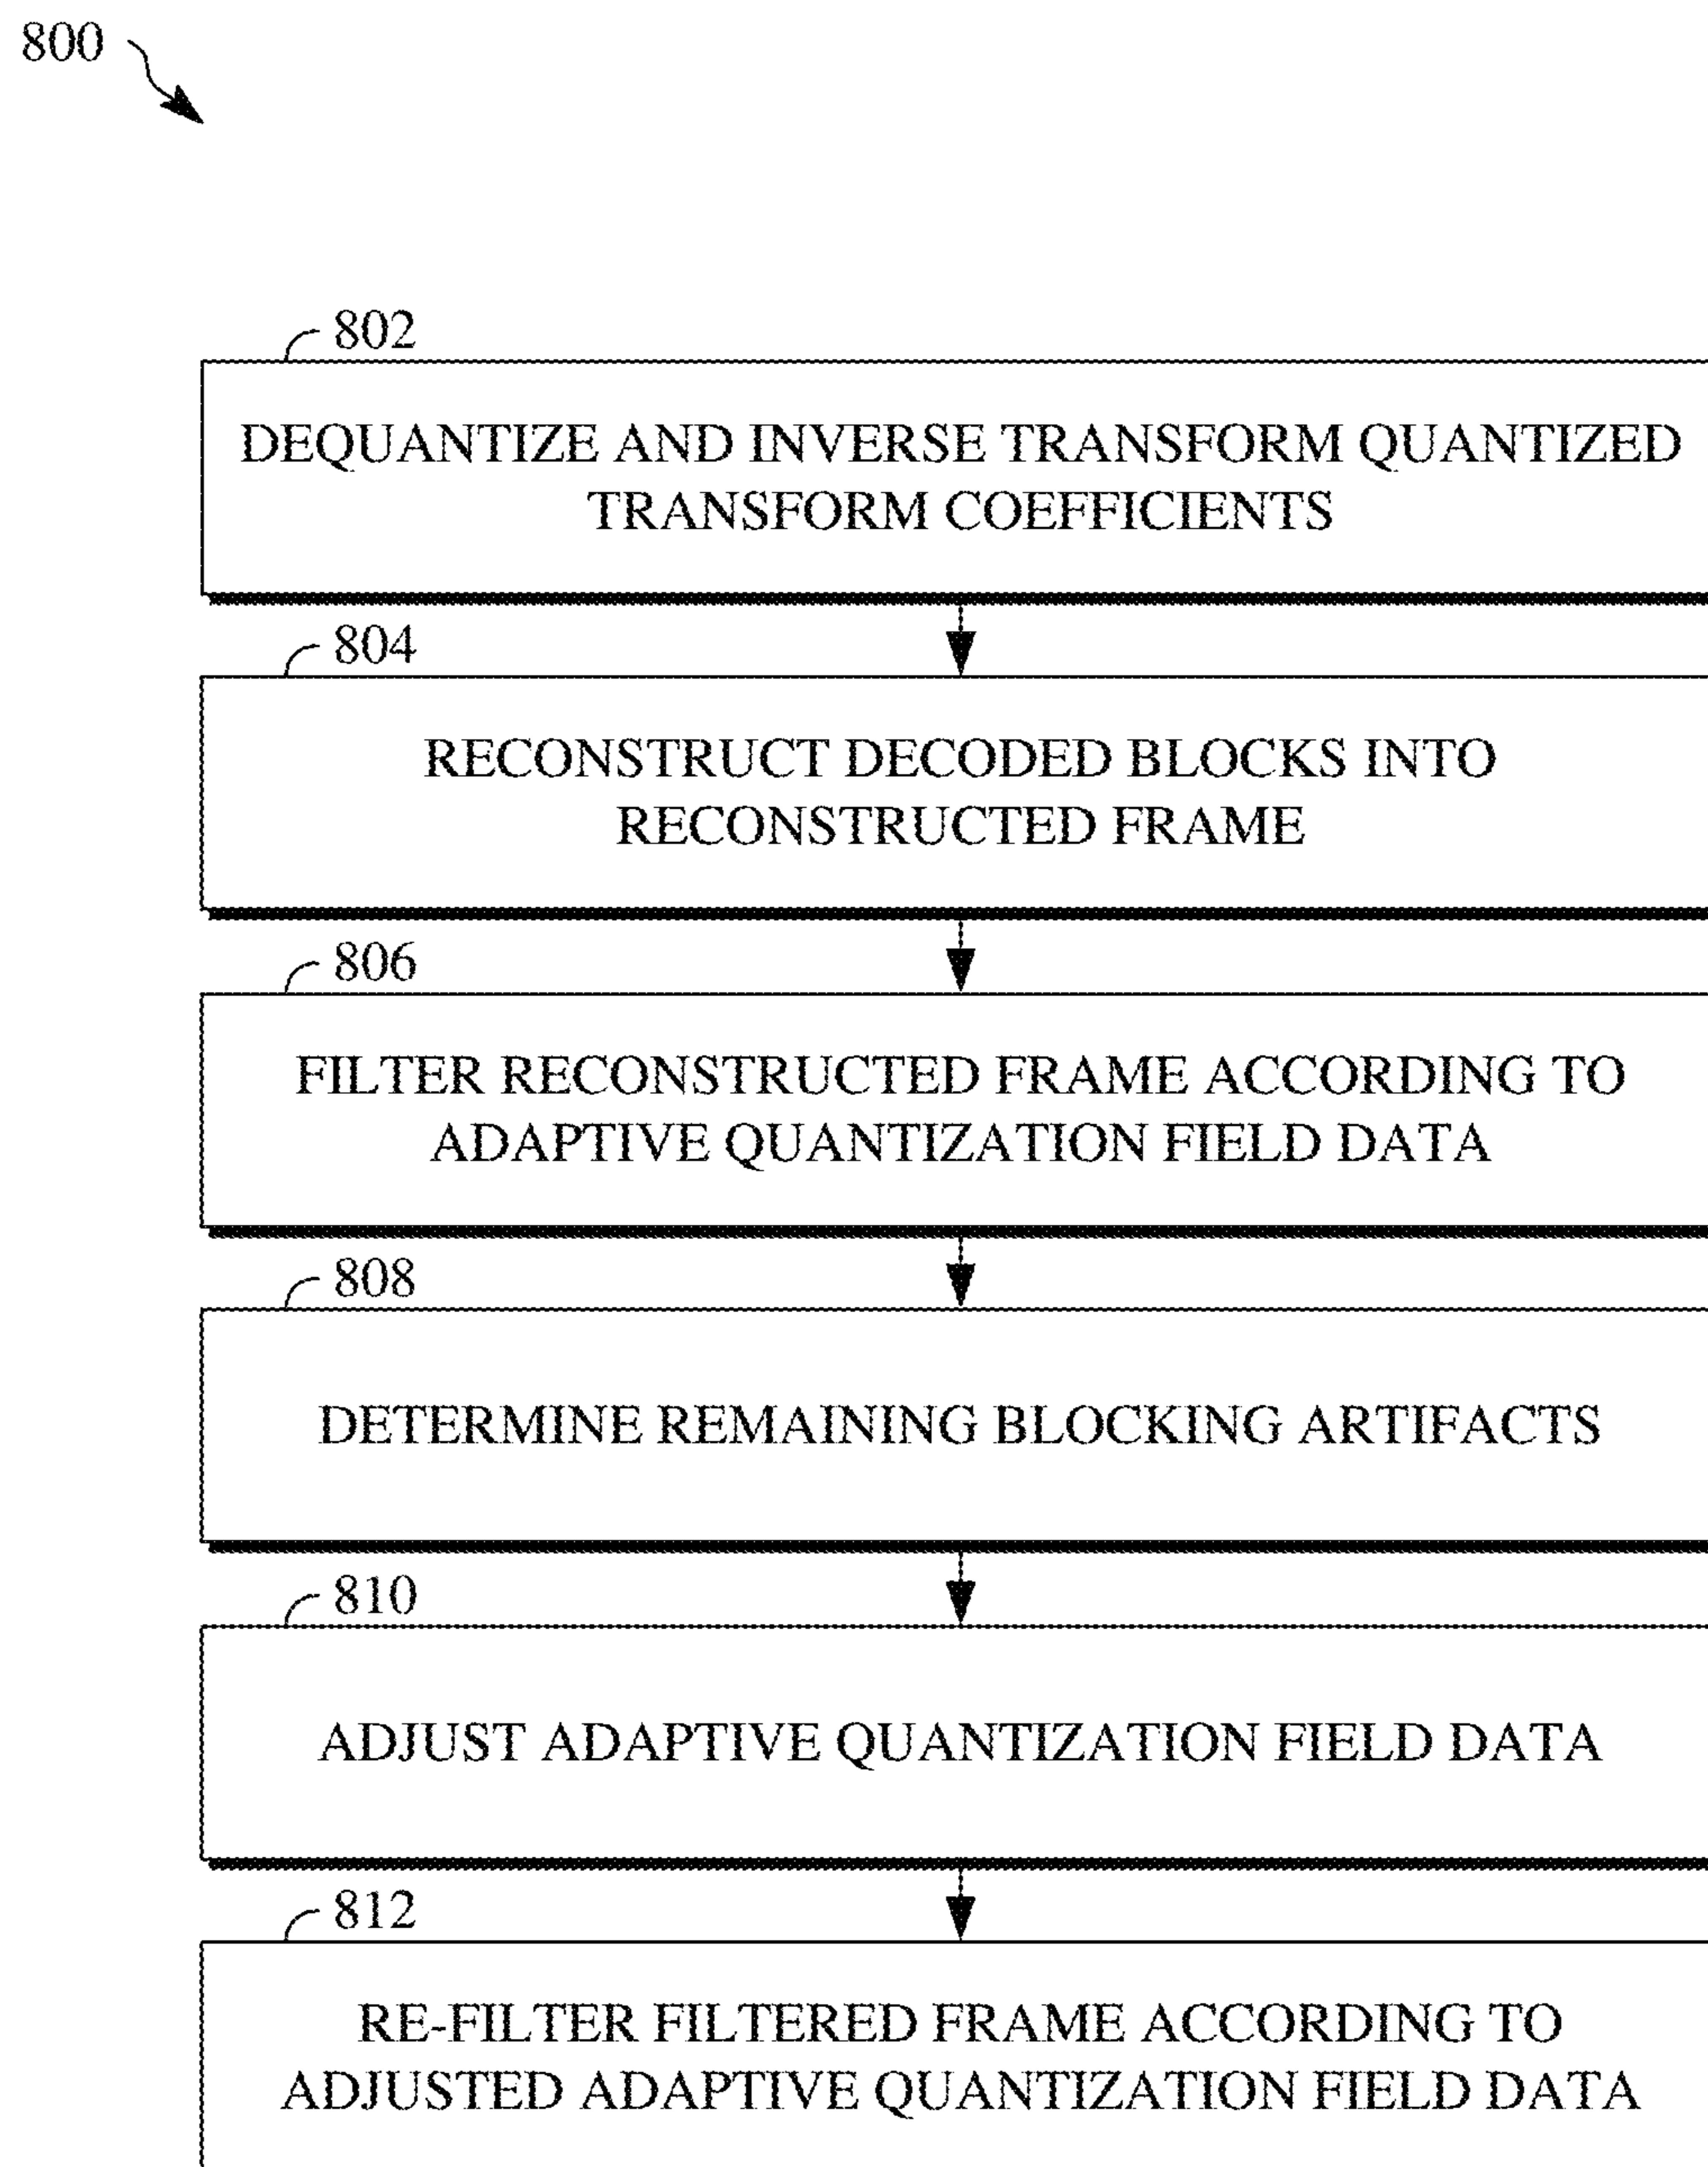 800
802
DEQUANTIZE AND INVERSE TRANSFORM QUANTIZED
TRANSFORM COEFFICIENTS
804
RECONSTRUCT DECODED BLOCKS INTO
RECONSTRUCTED FRAME
806
FILTER RECONSTRUCTED FRAME ACCORDING TO
ADAPTIVE QUANTIZATION FIELD DATA
808
DETERMINE REMAINING BLOCKING ARTIFACTS
810
ADJUST ADAPTIVE QUANTIZATION FIELD DATA
812
RE-FILTER FILTERED FRAME ACCORDING TO
ADJUSTED ADAPTIVE QUANTIZATION FIELD DATA